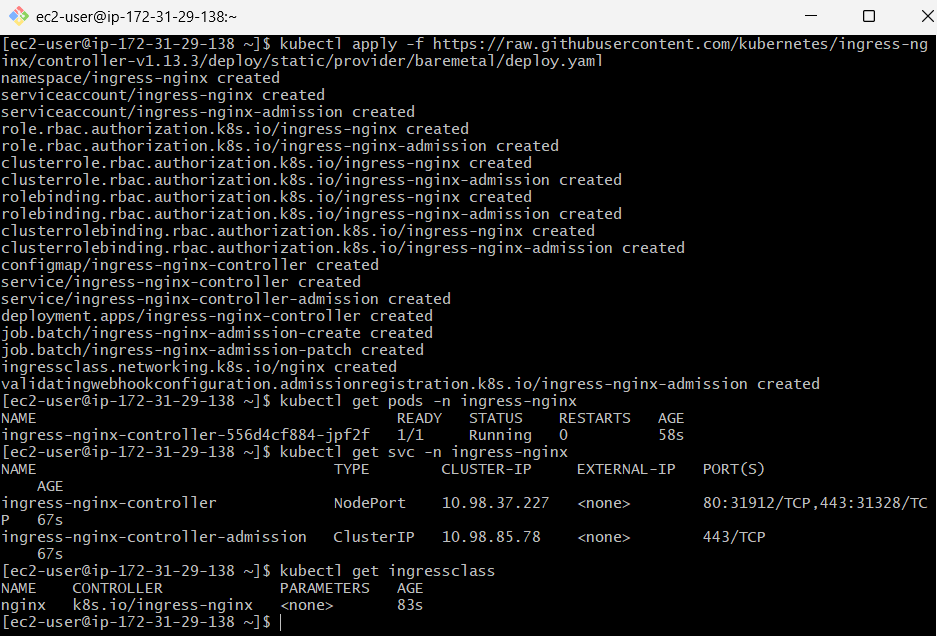 ec2-user@ip-172-31-29-138:~
[ec2-user@ip-172-31-29-138 ~]$ kubectl apply -f https://raw.githubusercontent.com/kubernetes/ingress-ng
inx/controller-v1.13.3/deploy/static/provider/baremetal/deploy.yaml
namespace/ingress-nginx created
serviceaccount/ingress-nginx created
serviceaccount/ingress-nginx-admission created
role.rbac.authorization.k8s.io/ingress-nginx created
role.rbac.authorization.k8s.io/ingress-nginx-admission created
clusterrole.rbac.authorization.k8s.io/ingress-nginx created
clusterrole.rbac.authorization.k8s.io/ingress-nginx-admission created
rolebinding.rbac.authorization.k8s.io/ingress-nginx created
rolebinding.rbac.authorization.k8s.io/ingress-nginx-admission created
clusterrolebinding.rbac.authorization.k8s.io/ingress-nginx created
clusterrolebinding.rbac.authorization.k8s.io/ingress-nginx-admission created
configmap/ingress-nginx-controller created
service/ingress-nginx-controller created
service/ingress-nginx-controller-admission created
deployment.apps/ingress-nginx-controller created
job.batch/ingress-nginx-admission-create created
job.batch/ingress-nginx-admission-patch created
ingressclass.networking.k8s.io/nginx created
validatingwebhookconfiguration.admissionregistration.k8s.io/ingress-nginx-admission created
[ec2-user@ip-172-31-29-138 ~]$ kubectl get pods -n ingress-nginx
NAME                                        READY   STATUS    RESTARTS   AGE
ingress-nginx-controller-556d4cf884-jpf2f   1/1     Running   0          58s
[ec2-user@ip-172-31-29-138 ~]$ kubectl get svc -n ingress-nginx
NAME                                 TYPE        CLUSTER-IP     EXTERNAL-IP   PORT(S)
    AGE
ingress-nginx-controller             NodePort    10.98.37.227   <none>        80:31912/TCP,443:31328/TC
P   67s
ingress-nginx-controller-admission   ClusterIP   10.98.85.78    <none>        443/TCP
    67s
[ec2-user@ip-172-31-29-138 ~]$ kubectl get ingressclass
NAME    CONTROLLER             PARAMETERS   AGE
nginx   k8s.io/ingress-nginx   <none>       83s
[ec2-user@ip-172-31-29-138 ~]$